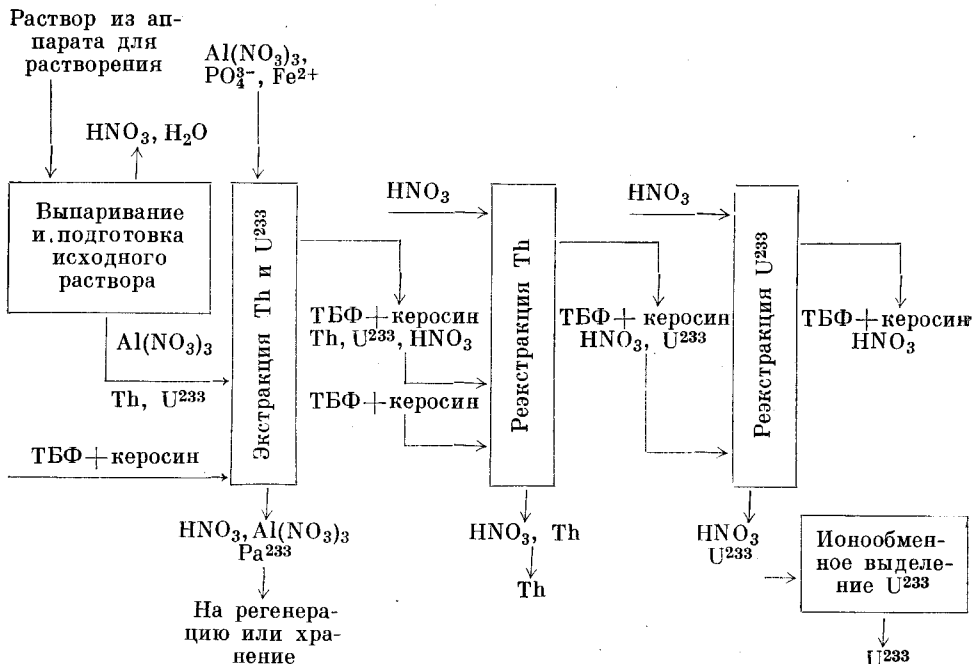 Раствор из ап-
парата для
растворения
HNO₃, H₂O
Выпаривание
и подготовка
исходного
раствора
Al(NO₃)₃
Th, U²³³
ТБФ+керосин
Al(NO₃)₃,
PO₄³⁻, Fe²⁺
Экстракция Th и U²³³
HNO₃, Al(NO₃)₃
Pa²³³
На регенера-
цию или хра-
нение
HNO₃
ТБФ+керосин
Th, U²³³, HNO₃
ТБФ+керосин
Реэкстракция Th
HNO₃, Th
Th
HNO₃
ТБФ+керосин
HNO₃, U²³³
Реэкстракция U²³³
ТБФ+керосин
HNO₃
HNO₃
U²³³
Ионообмен-
ное выделе-
ние U²³³
U²³³